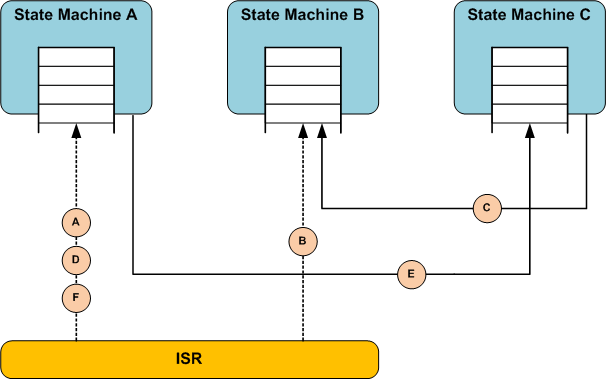 State Machine A
State Machine B
State Machine C
A
D
F
B
C
E
ISR